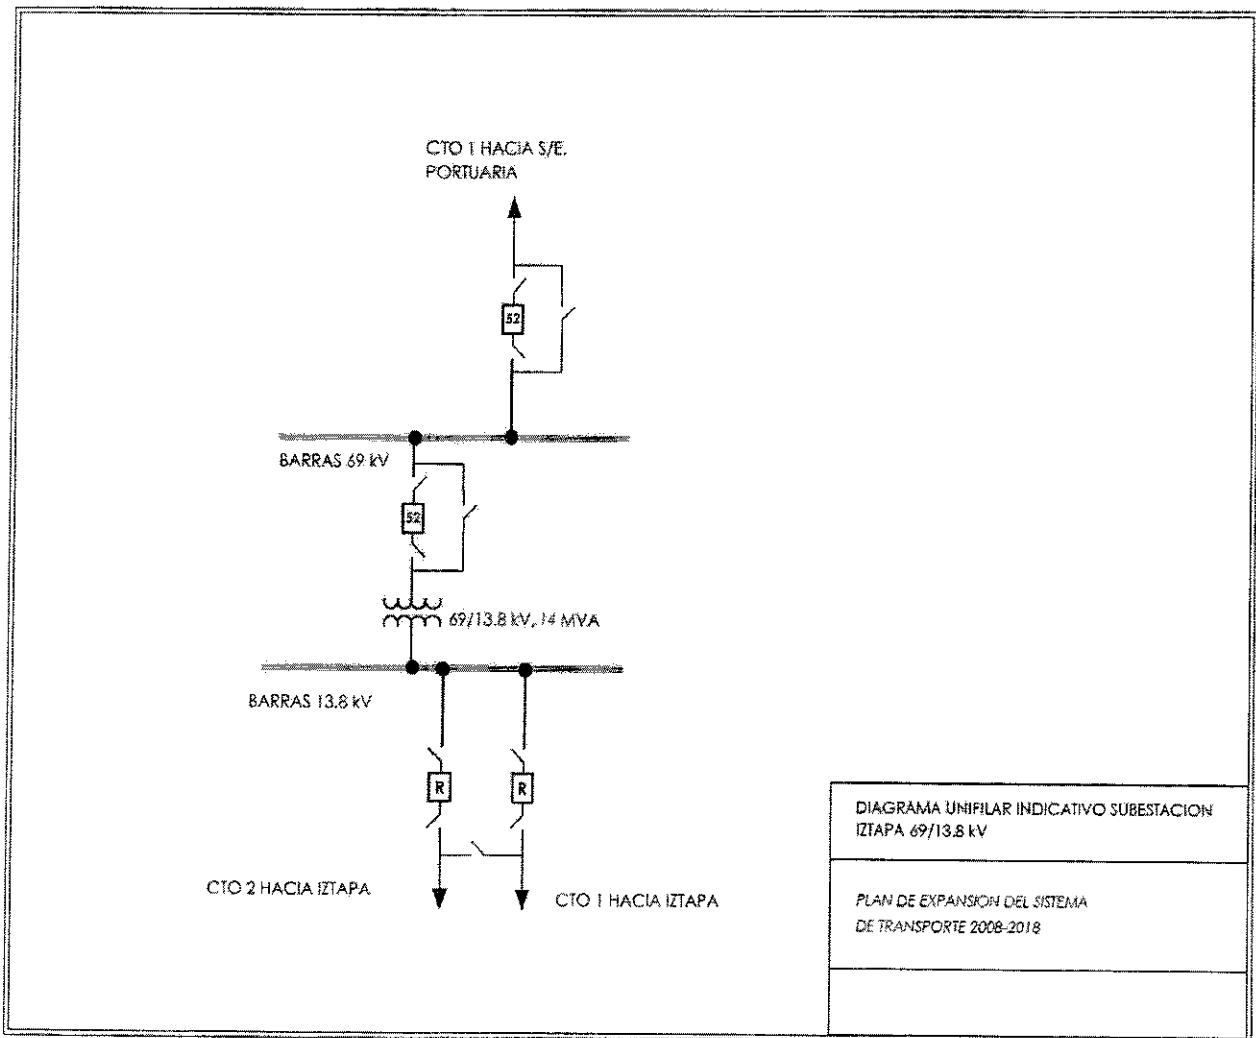 CTO 1 HACIA S/E.
PORTUARIA
52
BARRAS 69 kV
52
69/13.8 kV, 14 MVA
BARRAS 13.8 kV
R
R
CTO 2 HACIA IZTAPA
CTO 1 HACIA IZTAPA
DIAGRAMA UNIFILAR INDICATIVO SUBESTACION
IZTAPA 69/13.8 kV
PLAN DE EXPANSION DEL SISTEMA
DE TRANSPORTE 2008-2018